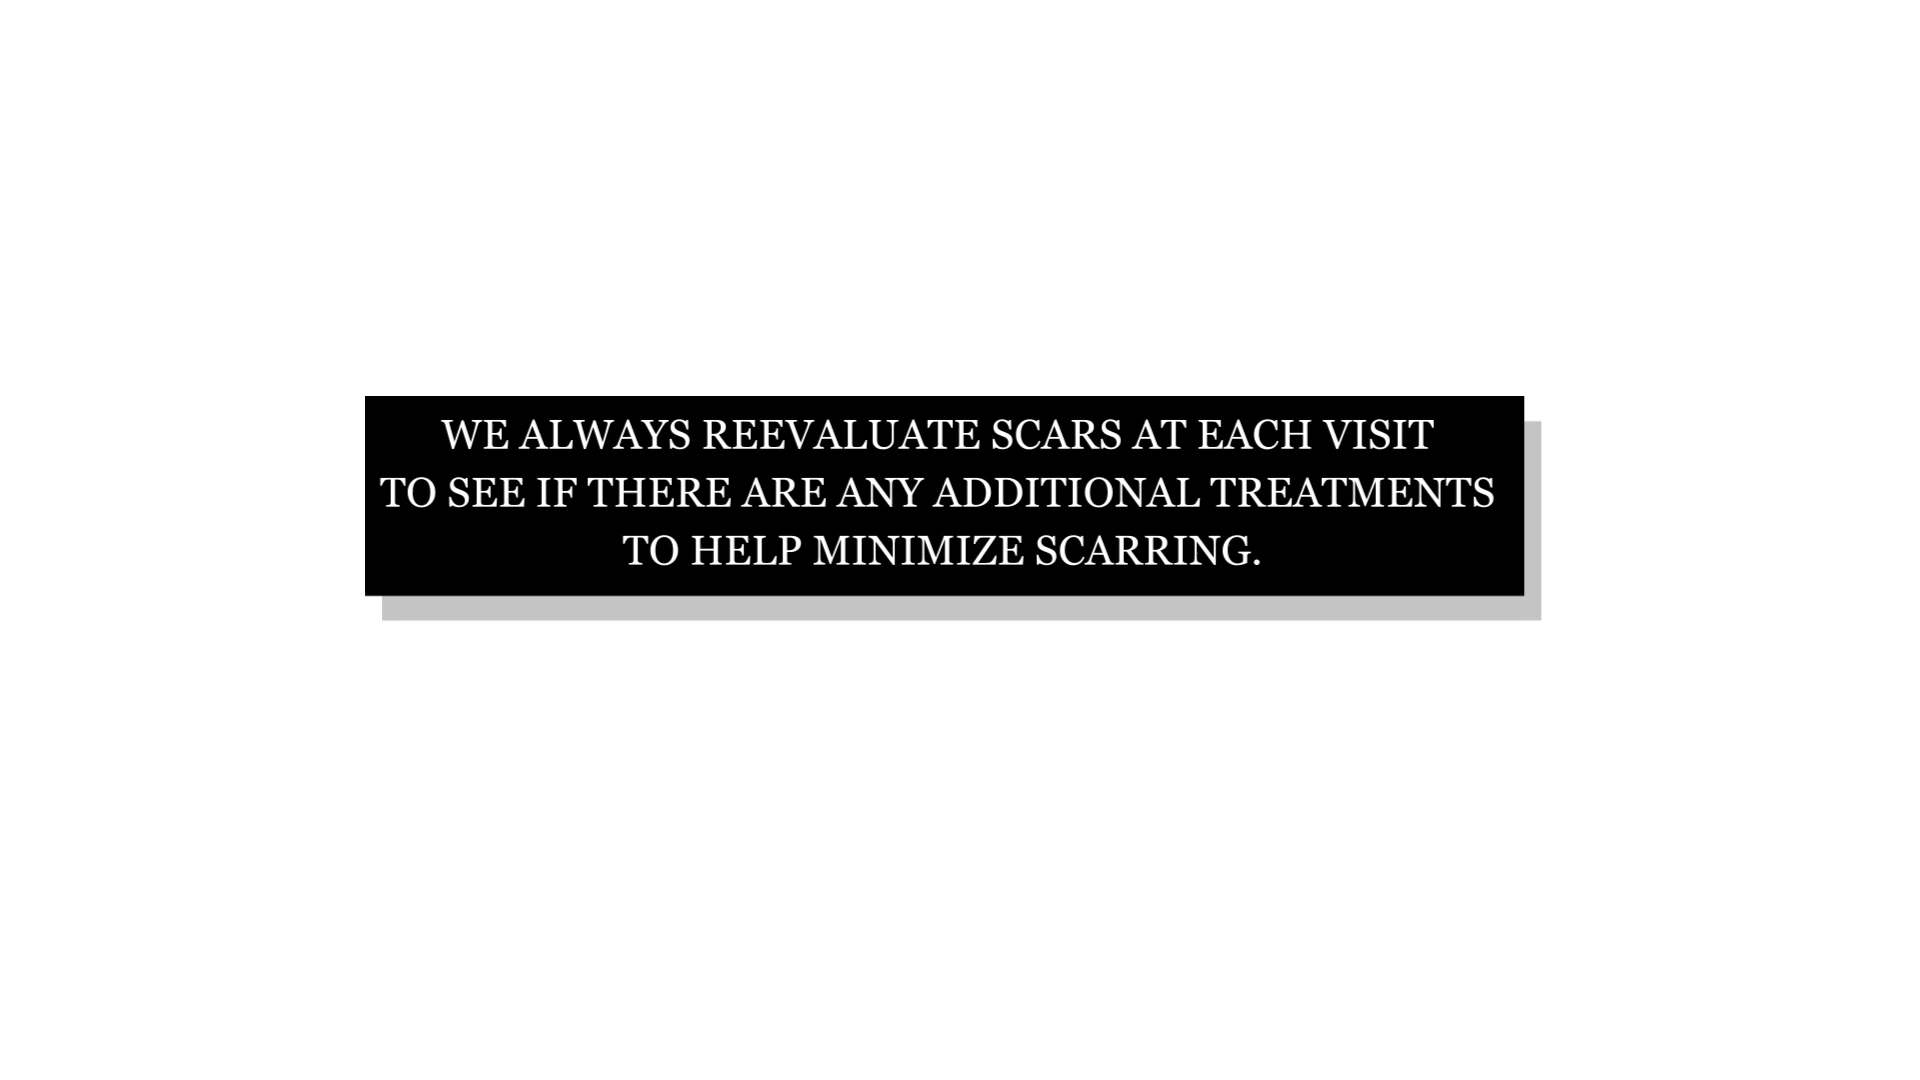 WE ALWAYS REEVALUATE SCARS AT EACH VISIT
TO SEE IF THERE ARE ANY ADDITIONAL TREATMENTS
TO HELP MINIMIZE SCARRING.